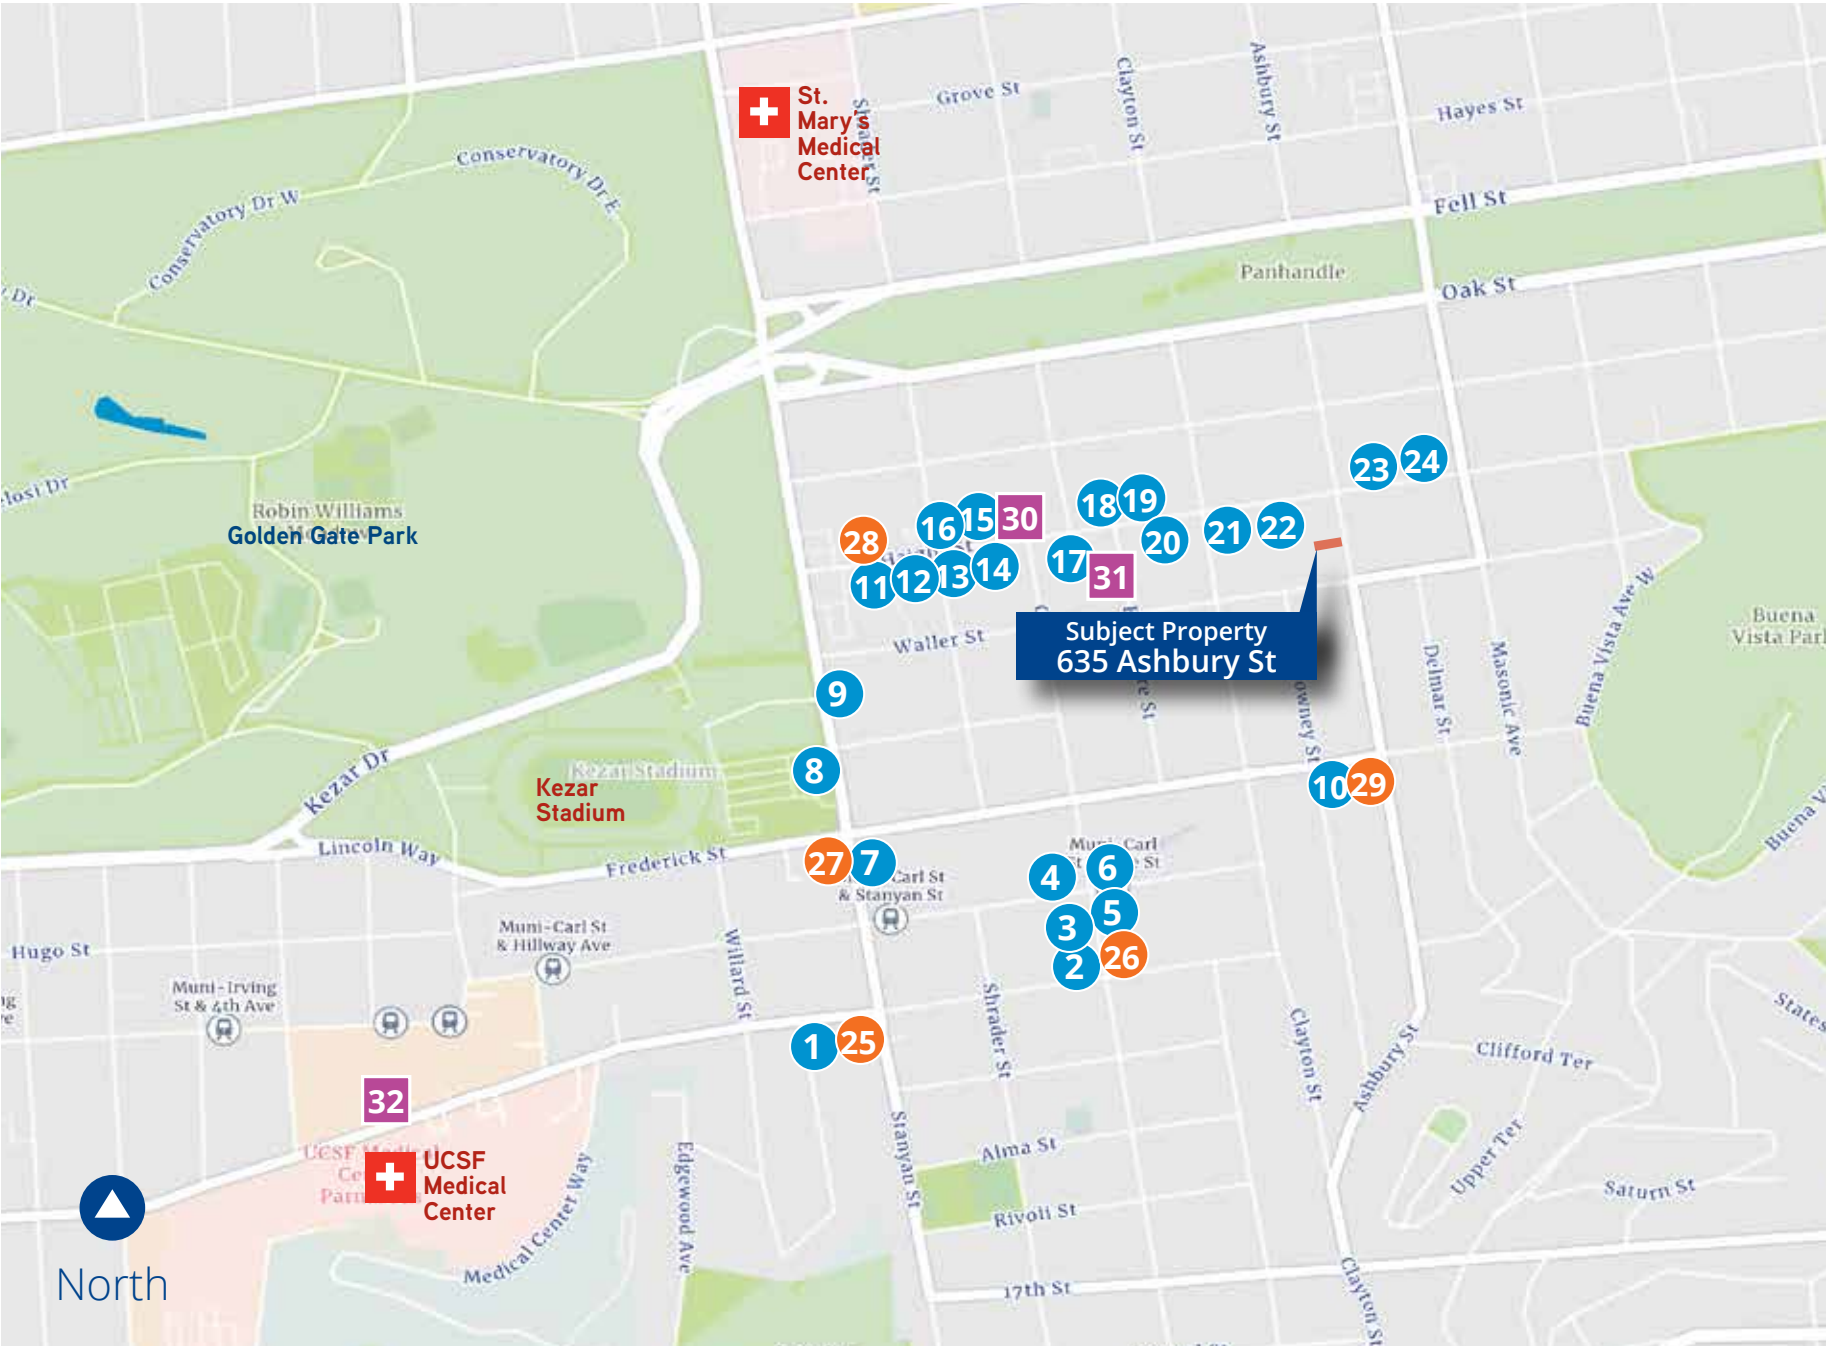 Grove St
Clayton St
Ashbury St
Hayes St
St.
Mary's
Medical
Center
Conservatory Dr E
Conservatory Dr W
Fell St
Panhandle
Oak St
Dr
Robin Williams
Golden Gate Park
23
24
18
19
15
30
16
28
20
21
22
17
31
11
12
13
14
Waller St
Subject Property
635 Ashbury St
Delmar St
Masonic Ave
Buena Vista Ave W
Buena
9
8
Kezar Stadium
Kezar
Stadium
Kezar Dr
Lincoln Way
Frederick St
10
29
27
7
Carl St
& Stanyan St
4
6
3
5
2
26
Muni-Carl St
& Hillway Ave
Hugo St
Muni-Irving
St & 4th Ave
Willard St
Shrader St
1
25
Clayton St
Ashbury St
Clifford Ter
States
32
UCSF
Medical
Center
Medical Center Way
Edgewood Ave
Stanyan St
Alma St
Rivoli St
Upper Ter
Saturn St
17th St
Clayton St
North